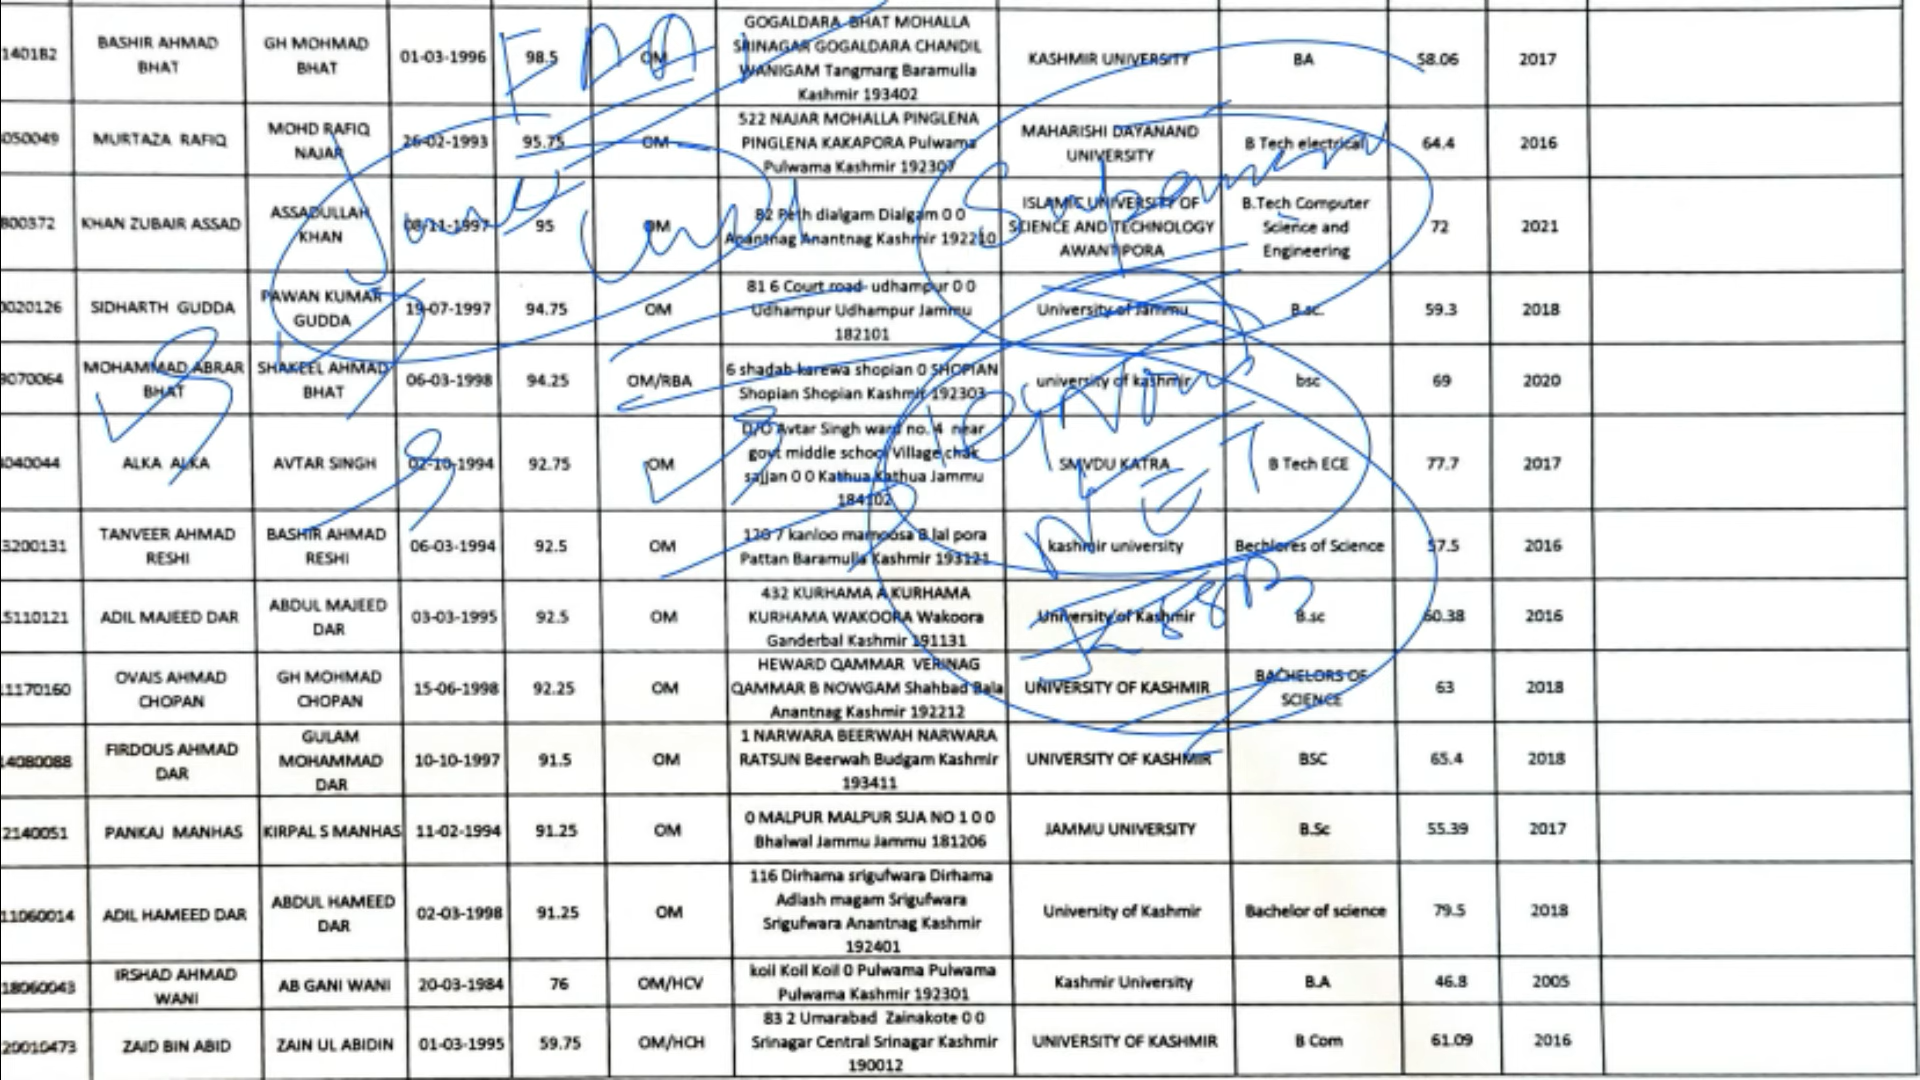 140182 BASHIR AHMAD BHAT GH MOHMAD BHAT 01-03-1996 98.5 OM GOGALDARA BHAT MOHALLA SRINAGAR GOGALDARA CHANDIL WANIGAM Tangmarg Baramulla Kashmir 193402 KASHMIR UNIVERSITY BA 58.06 2017
050049 MURTAZA RAFIQ MOHD RAFIQ NAJAR 26-02-1993 95.75 OM 522 NAJAR MOHALLA PINGLENA PINGLENA KAKAPORA Pulwama Pulwama Kashmir 192307 MAHARISHI DAYANAND UNIVERSITY B Tech electrical 64.4 2016
800372 KHAN ZUBAIR ASSAD ASSADULLAH KHAN 08-11-1997 95 OM 82 Peth dialgam Dialgam 0 0 Anantnag Anantnag Kashmir 192210 ISLAMIC UNIVERSITY OF SCIENCE AND TECHNOLOGY AWANTIPORA B.Tech Computer Science and Engineering 72 2021
020126 SIDHARTH GUDDA PAWAN KUMAR GUDDA 19-07-1997 94.75 OM 81 6 Court road udhampur 0 0 Udhampur Udhampur Jammu 182101 University of Jammu B.sc. 59.3 2018
070064 MOHAMMAD ABRAR BHAT SHAKEEL AHMAD BHAT 06-03-1998 94.25 OM/RBA 6 shadab karewa shopian 0 SHOPIAN Shopian Shopian Kashmir 192303 university of kashmir bsc 69 2020
040044 ALKA ALKA AVTAR SINGH 02-10-1994 92.75 OM D/O Avtar Singh ward no. 4 near govt middle school Village chak sajjan 0 0 Kathua Kathua Jammu 184102 SMVDU KATRA B Tech ECE 77.7 2017
200131 TANVEER AHMAD RESHI BASHIR AHMAD RESHI 06-03-1994 92.5 OM 120 7 kanloo mamoosa B lal pora Pattan Baramulla Kashmir 193121 kashmir university Bechlores of Science 57.5 2016
5110121 ADIL MAJEED DAR ABDUL MAJEED DAR 03-03-1995 92.5 OM 432 KURHAMA A KURHAMA KURHAMA WAKOORA Wakoora Ganderbal Kashmir 191131 University of Kashmir B.sc 60.38 2016
1170160 OVAIS AHMAD CHOPAN GH MOHMAD CHOPAN 15-06-1998 92.25 OM HEWARD QAMMAR VERINAG QAMMAR B NOWGAM Shahbad Bala Anantnag Kashmir 192212 UNIVERSITY OF KASHMIR BACHELORS OF SCIENCE 63 2018
4080088 FIRDOUS AHMAD DAR GULAM MOHAMMAD DAR 10-10-1997 91.5 OM 1 NARWARA BEERWAH NARWARA RATSUN Beerwah Budgam Kashmir 193411 UNIVERSITY OF KASHMIR BSC 65.4 2018
2140051 PANKAJ MANHAS KIRPAL S MANHAS 11-02-1994 91.25 OM 0 MALPUR MALPUR SUA NO 1 0 0 Bhalwal Jammu Jammu 181206 JAMMU UNIVERSITY B.Sc 55.39 2017
11060014 ADIL HAMEED DAR ABDUL HAMEED DAR 02-03-1998 91.25 OM 116 Dirhama srigufwara Dirhama Adlash magam Srigufwara Srigufwara Anantnag Kashmir 192401 University of Kashmir Bachelor of science 79.5 2018
18060043 IRSHAD AHMAD WANI AB GANI WANI 20-03-1984 76 OM/HCV koil Koil Koil 0 Pulwama Pulwama Pulwama Kashmir 192301 Kashmir University B.A 46.8 2005
20010473 ZAID BIN ABID ZAIN UL ABIDIN 01-03-1995 59.75 OM/HCH 83 2 Umarabad Zainakote 0 0 Srinagar Central Srinagar Kashmir 190012 UNIVERSITY OF KASHMIR B Com 61.09 2016
FAA
NET
JKSSB